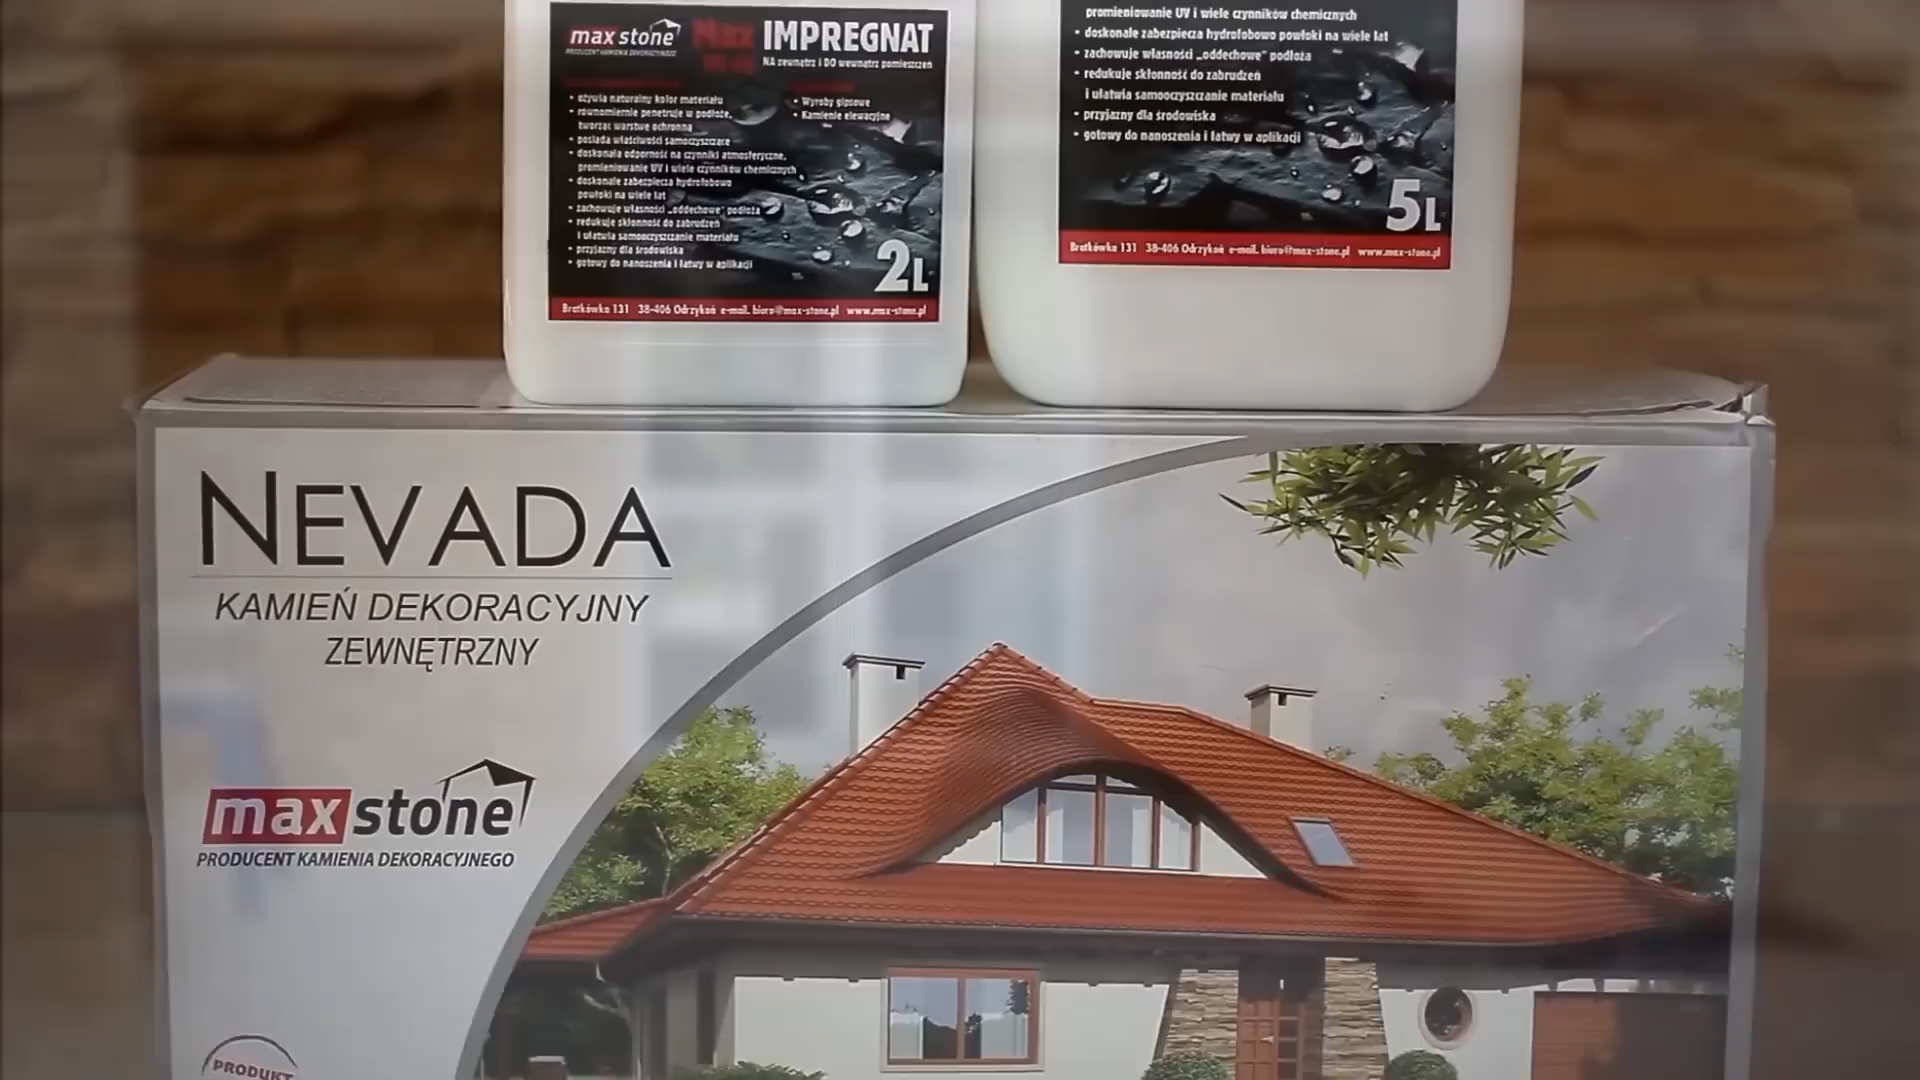 max stone
PRODUCENT KAMIENIA DEKORACYJNEGO
Max
IMPREGNAT
NA zewnątrz i DO wewnątrz pomieszczeń
• ożywia naturalny kolor materiału
• równomiernie penetruje w podłoże,
tworząc warstwę ochronną
• posiada właściwości samoczyszczące
• doskonała odporność na czynniki atmosferyczne,
promieniowanie UV i wiele czynników chemicznych
• doskonale zabezpiecza hydrofobowo
powłoki na wiele lat
• zachowuje własności „oddechowe" podłoża
• redukuje skłonność do zabrudzeń
i ułatwia samooczyszczanie materiału
• przyjazny dla środowiska
• gotowy do nanoszenia i łatwy w aplikacji
• Wyroby gipsowe
• Kamienie elewacyjne
2L
Bratkówka 131 38-406 Odrzykoń e-mail. biuro@max-stone.pl www.max-stone.pl
promieniowanie UV i wiele czynników chemicznych
• doskonale zabezpiecza hydrofobowo powłoki na wiele lat
• zachowuje własności „oddechowe" podłoża
• redukuje skłonność do zabrudzeń
i ułatwia samooczyszczanie materiału
• przyjazny dla środowiska
• gotowy do nanoszenia i łatwy w aplikacji
5L
Bratkówka 131 38-406 Odrzykoń e-mail. biuro@max-stone.pl www.max-stone.pl
NEVADA
KAMIEŃ DEKORACYJNY
ZEWNĘTRZNY
max stone
PRODUCENT KAMIENIA DEKORACYJNEGO
PRODUKT